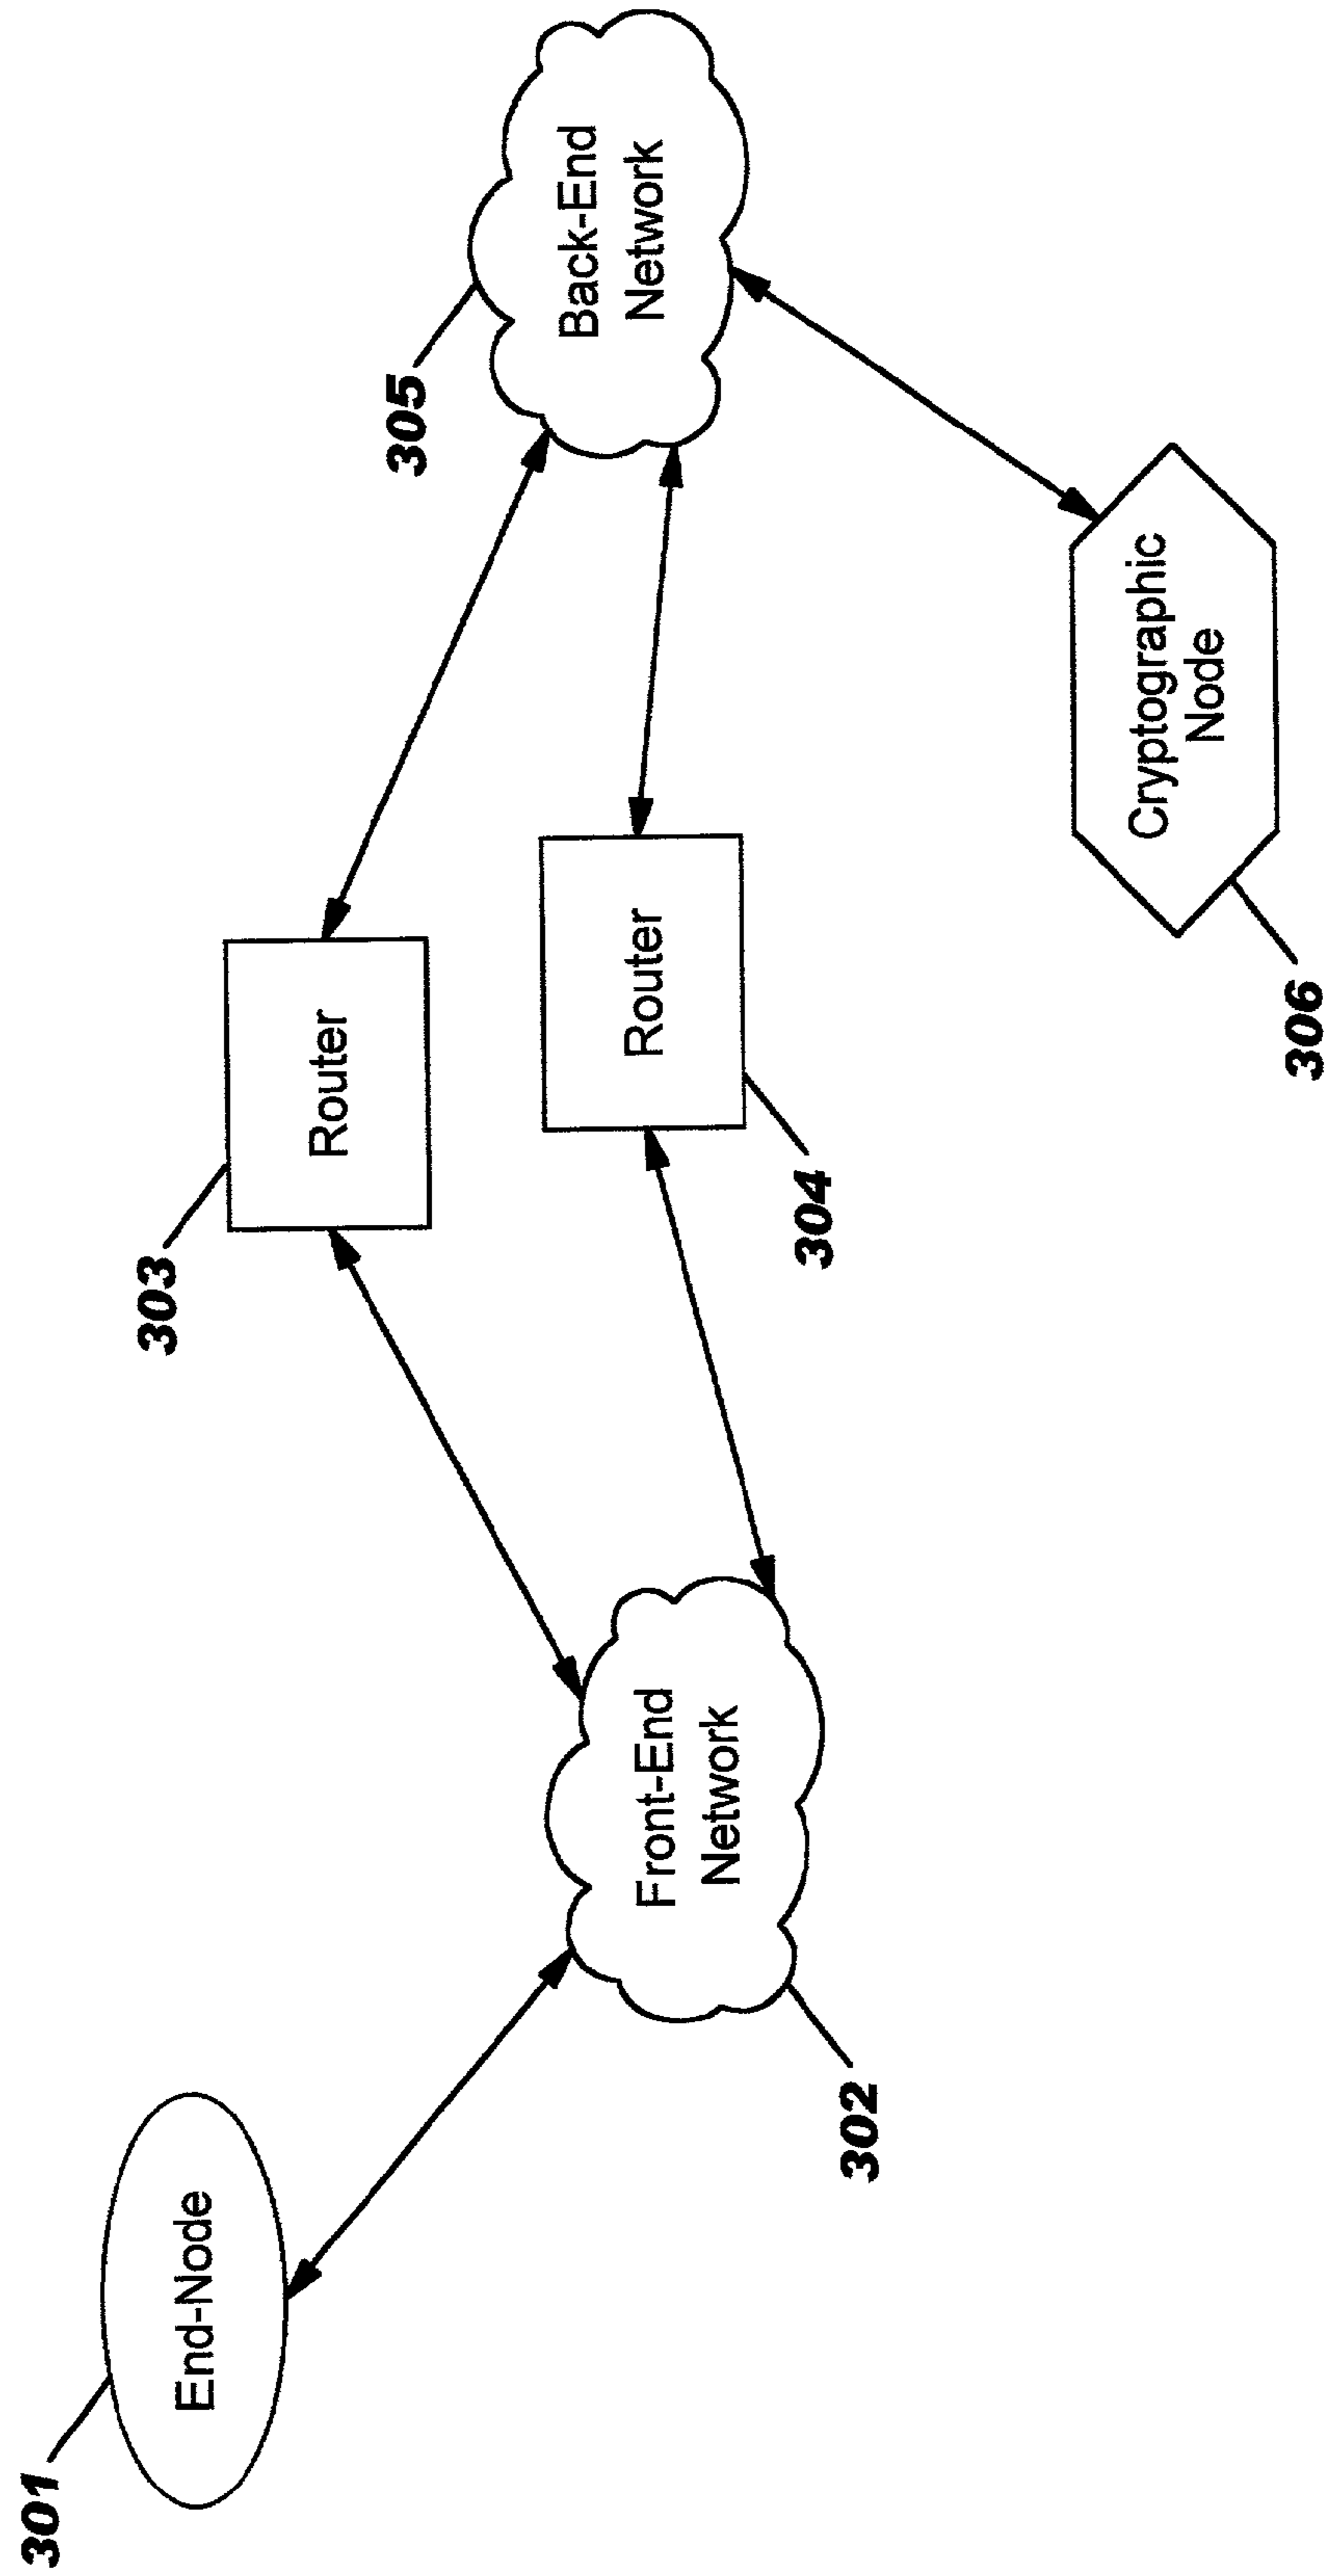 301
End-Node
302
Front-End
Network
303
Router
304
Router
305
Back-End
Network
306
Cryptographic
Node